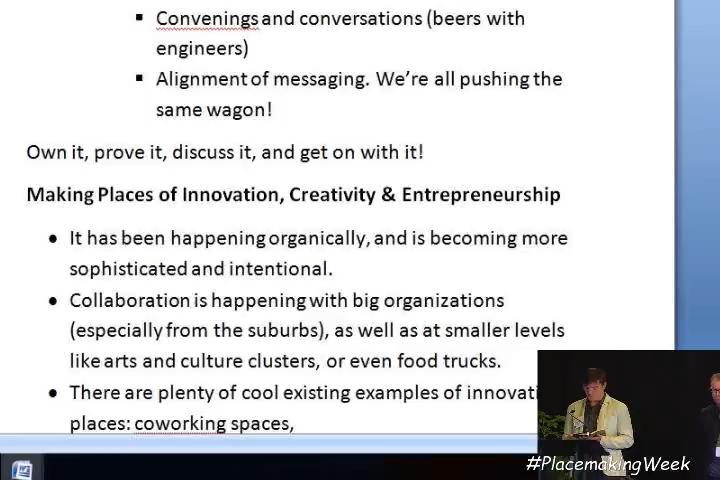 Convenings and conversations (beers with
engineers)
Alignment of messaging. We're all pushing the
same wagon!
Own it, prove it, discuss it, and get on with it!
Making Places of Innovation, Creativity & Entrepreneurship
It has been happening organically, and is becoming more
sophisticated and intentional.
Collaboration is happening with big organizations
(especially from the suburbs), as well as at smaller levels
like arts and culture clusters, or even food trucks.
There are plenty of cool existing examples of innovati
places: coworking spaces,
#PlacemakingWeek